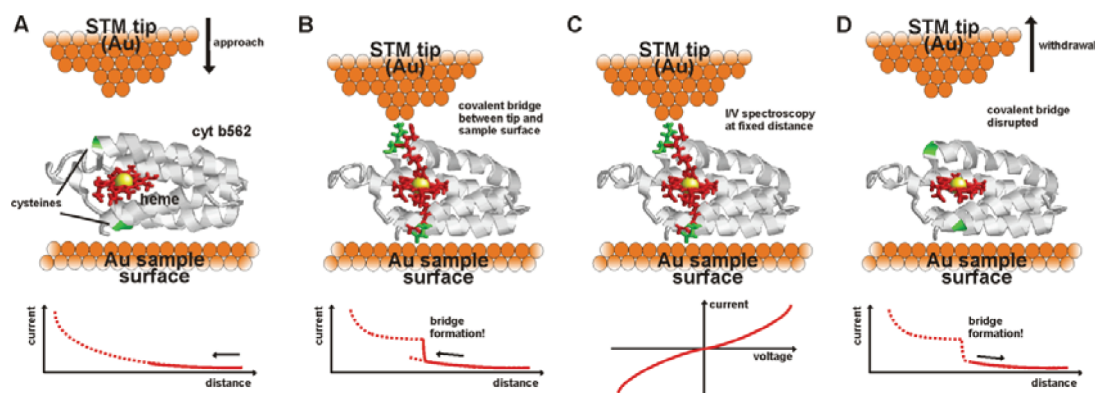 A
STM tip
(Au)
approach
cyt b562
cysteines
heme
Au sample
surface
current
distance
B
STM tip
(Au)
covalent bridge
between tip and
sample surface
Au sample
surface
current
bridge
formation!
distance
C
STM tip
(Au)
I/V spectroscopy
at fixed distance
Au sample
surface
current
voltage
D
STM tip
(Au)
withdrawal
covalent bridge
disrupted
Au sample
surface
current
bridge
formation!
distance